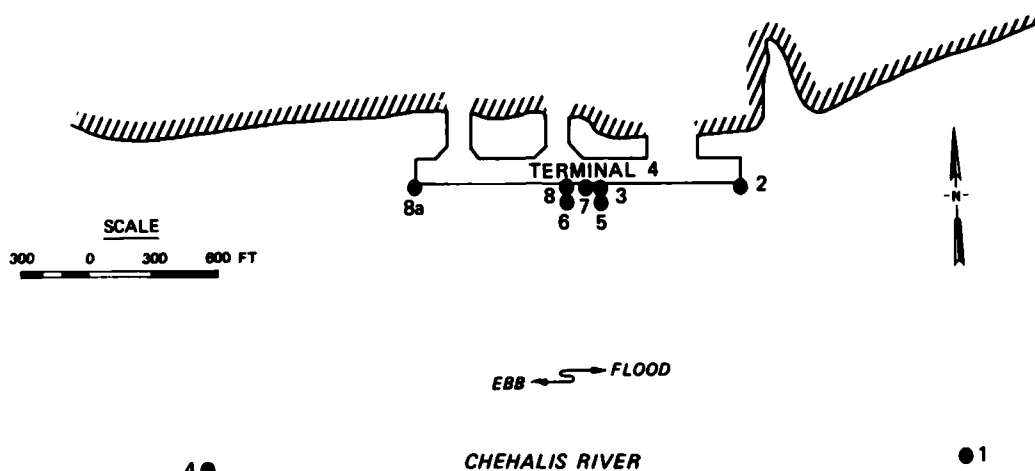 TERMINAL 4
8a
8
7
3
2
6
5
SCALE
300 0 300 600 FT
-N-
EBB FLOOD
4
CHEHALIS RIVER
1